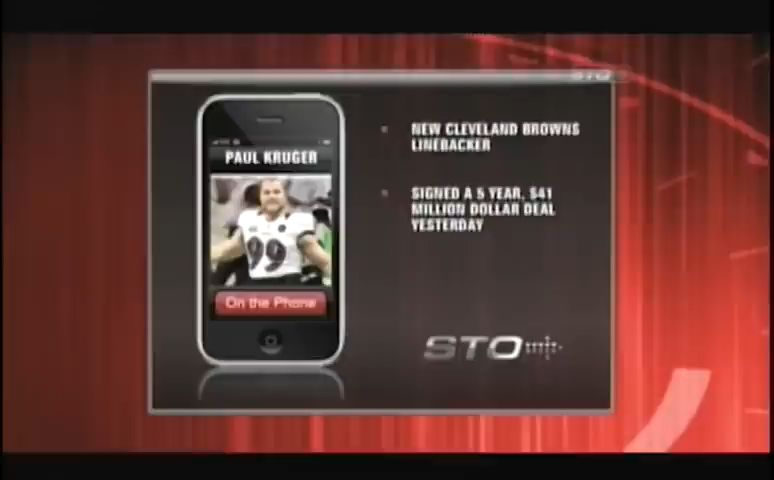 STO
PAUL KRUGER
99
On the Phone
NEW CLEVELAND BROWNS
LINEBACKER
SIGNED A 5 YEAR, $41
MILLION DOLLAR DEAL
YESTERDAY
STO